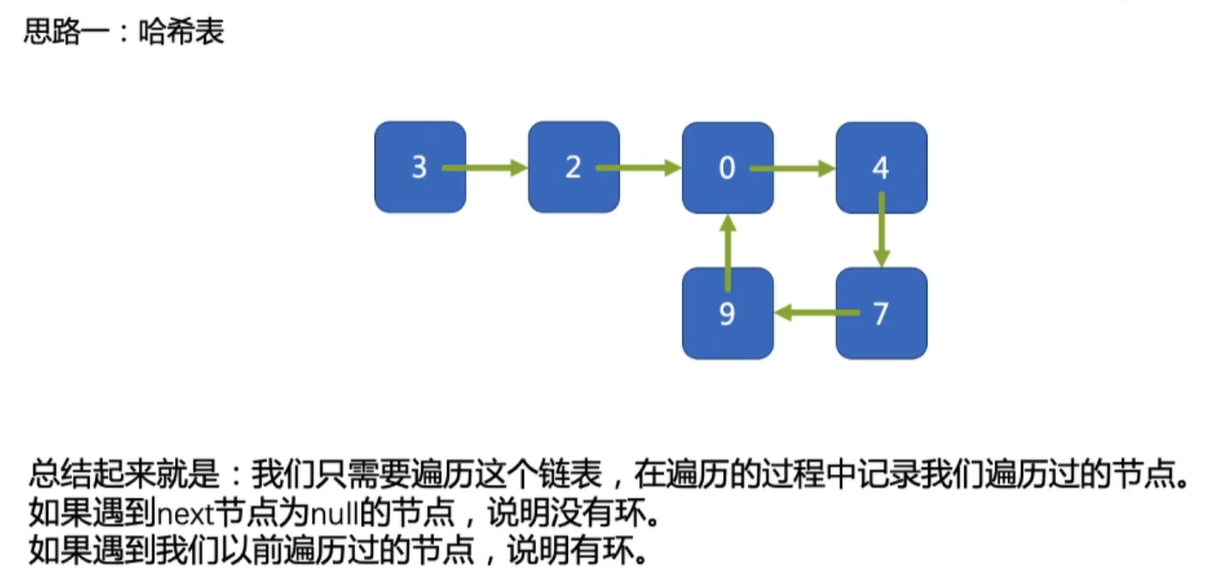 思路一：哈希表
3 2 0 4
9 7
总结起来就是：我们只需要遍历这个链表，在遍历的过程中记录我们遍历过的节点。
如果遇到next节点为null的节点，说明没有环。
如果遇到我们以前遍历过的节点，说明有环。